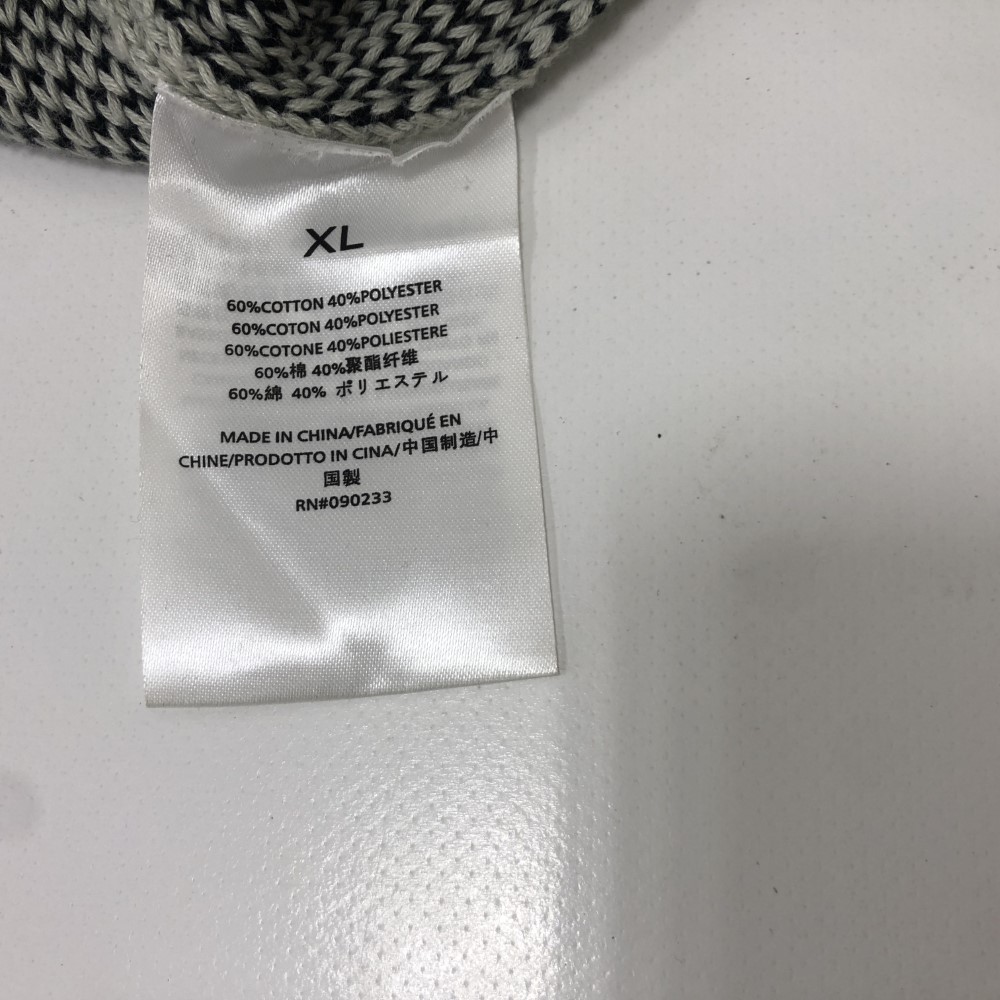 XL
60%COTTON 40%POLYESTER
60%COTON 40%POLYESTER
60%COTONE 40%POLIESTERE
60%棉 40%聚酯纤维
60%綿 40% ポリエステル
MADE IN CHINA/FABRIQUÉ EN
CHINE/PRODOTTO IN CINA/中国制造/中
国製
RN#090233